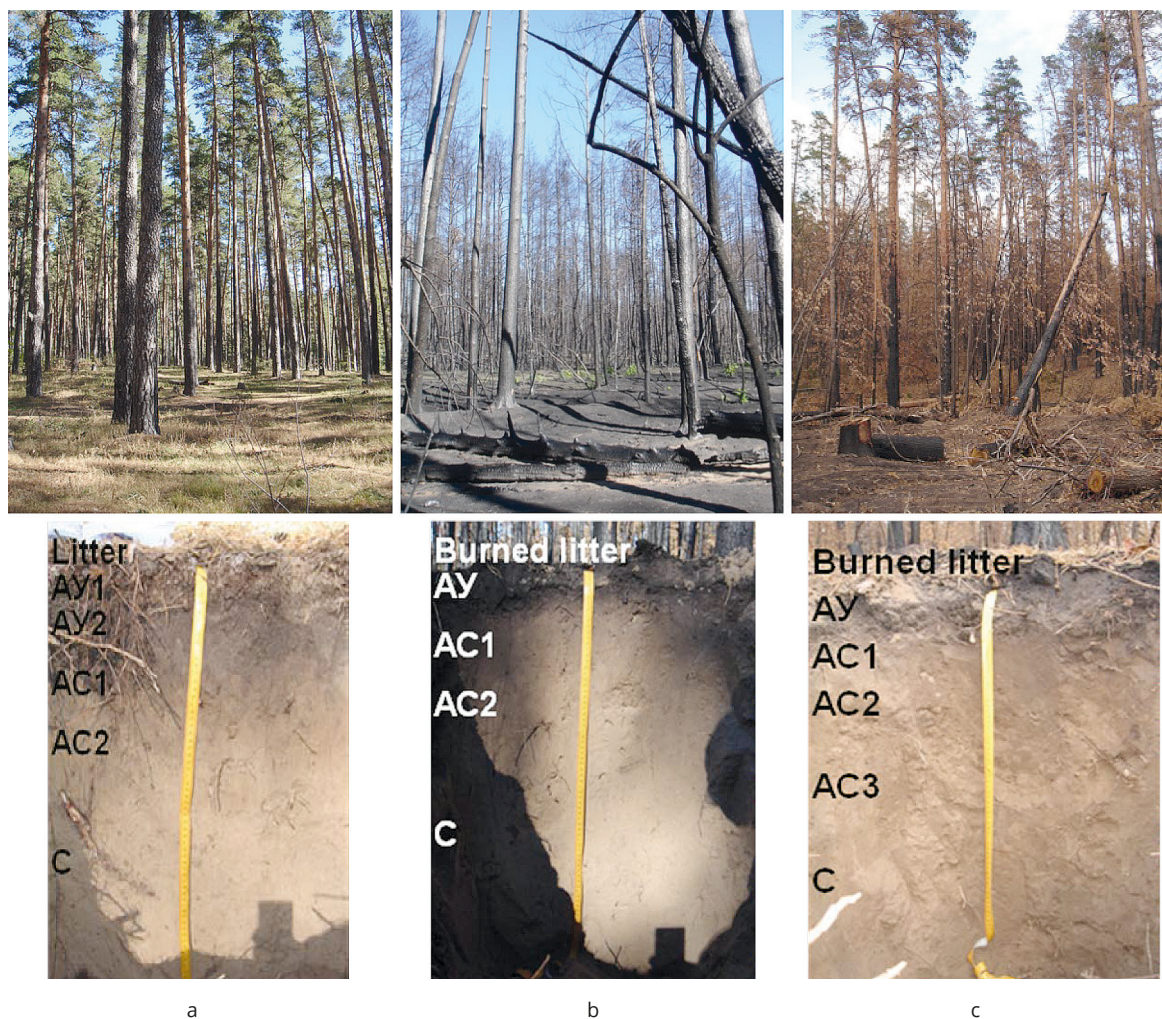 Litter
АУ1
АУ2
АС1
АС2
С
Burned litter
АУ
АС1
АС2
С
Burned litter
АУ
АС1
АС2
АС3
С
a
b
c